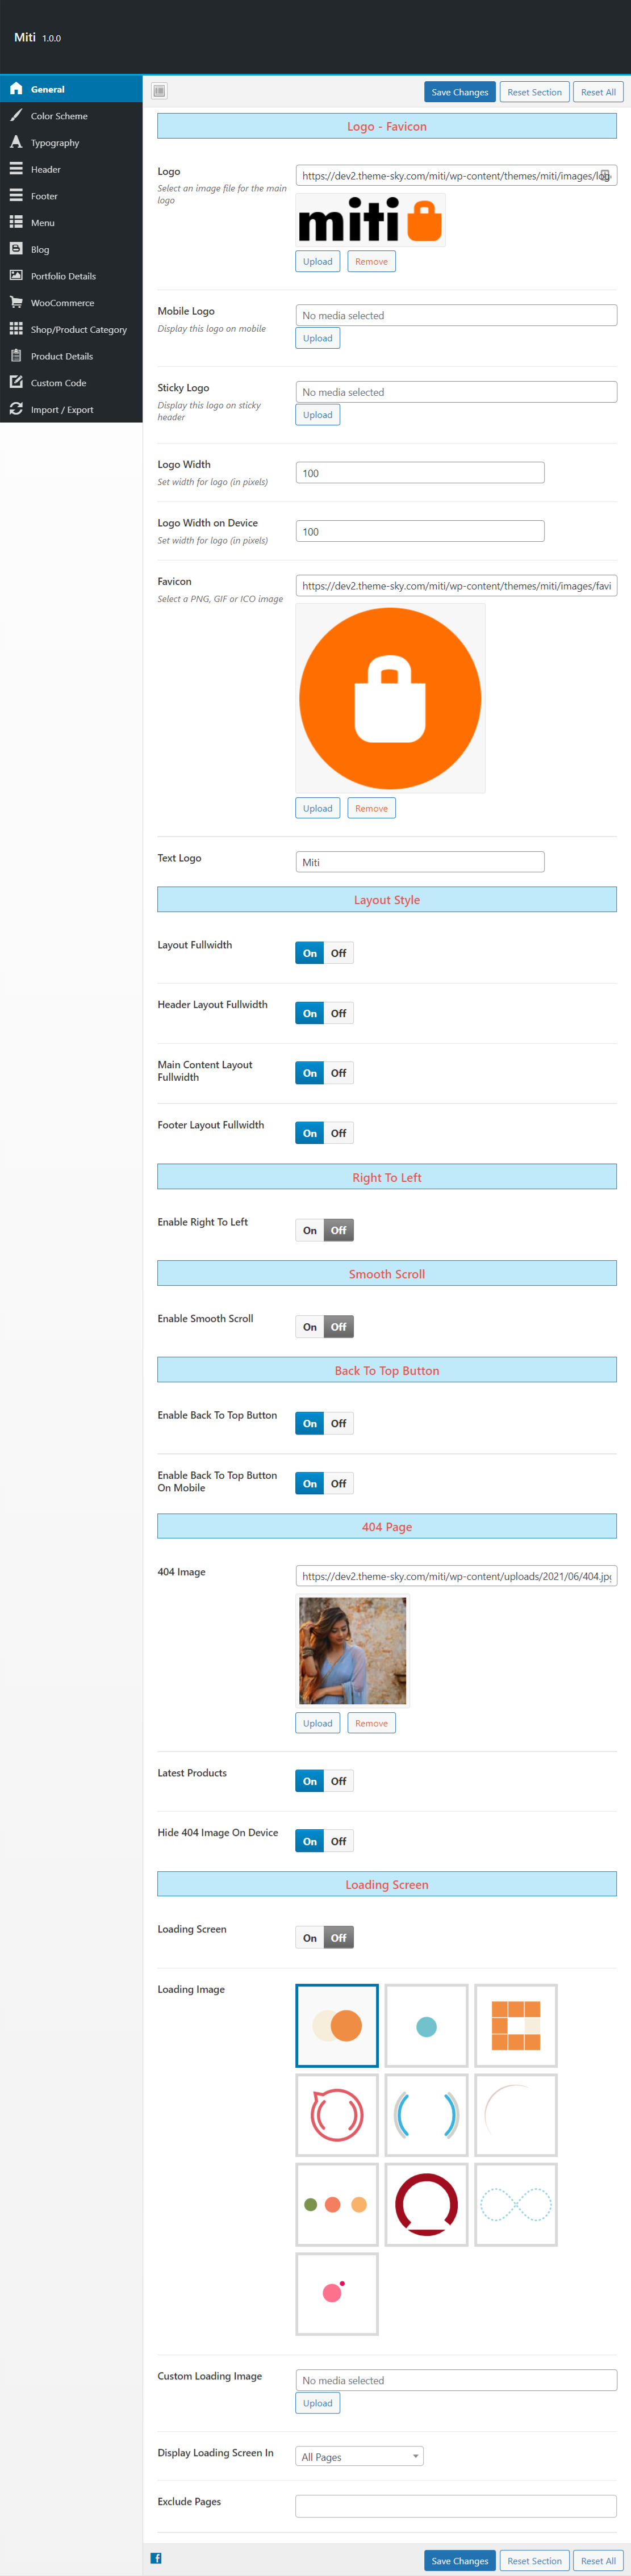 Miti 1.0.0
General
Color Scheme
Typography
Header
Footer
Menu
Blog
Portfolio Details
WooCommerce
Shop/Product Category
Product Details
Custom Code
Import / Export
Save Changes Reset Section Reset All
Logo - Favicon
Logo
Select an image file for the main
logo
https://dev2.theme-sky.com/miti/wp-content/themes/miti/images/log
miti
Upload Remove
Mobile Logo
Display this logo on mobile
No media selected
Upload
Sticky Logo
Display this logo on sticky
header
No media selected
Upload
Logo Width
Set width for logo (in pixels)
100
Logo Width on Device
Set width for logo (in pixels)
100
Favicon
Select a PNG, GIF or ICO image
https://dev2.theme-sky.com/miti/wp-content/themes/miti/images/favi
Upload Remove
Text Logo
Miti
Layout Style
Layout Fullwidth
On Off
Header Layout Fullwidth
On Off
Main Content Layout
Fullwidth
On Off
Footer Layout Fullwidth
On Off
Right To Left
Enable Right To Left
On Off
Smooth Scroll
Enable Smooth Scroll
On Off
Back To Top Button
Enable Back To Top Button
On Off
Enable Back To Top Button
On Mobile
On Off
404 Page
404 Image
https://dev2.theme-sky.com/miti/wp-content/uploads/2021/06/404.jpg
Upload Remove
Latest Products
On Off
Hide 404 Image On Device
On Off
Loading Screen
Loading Screen
On Off
Loading Image
Custom Loading Image
No media selected
Upload
Display Loading Screen In
All Pages
Exclude Pages
Save Changes Reset Section Reset All